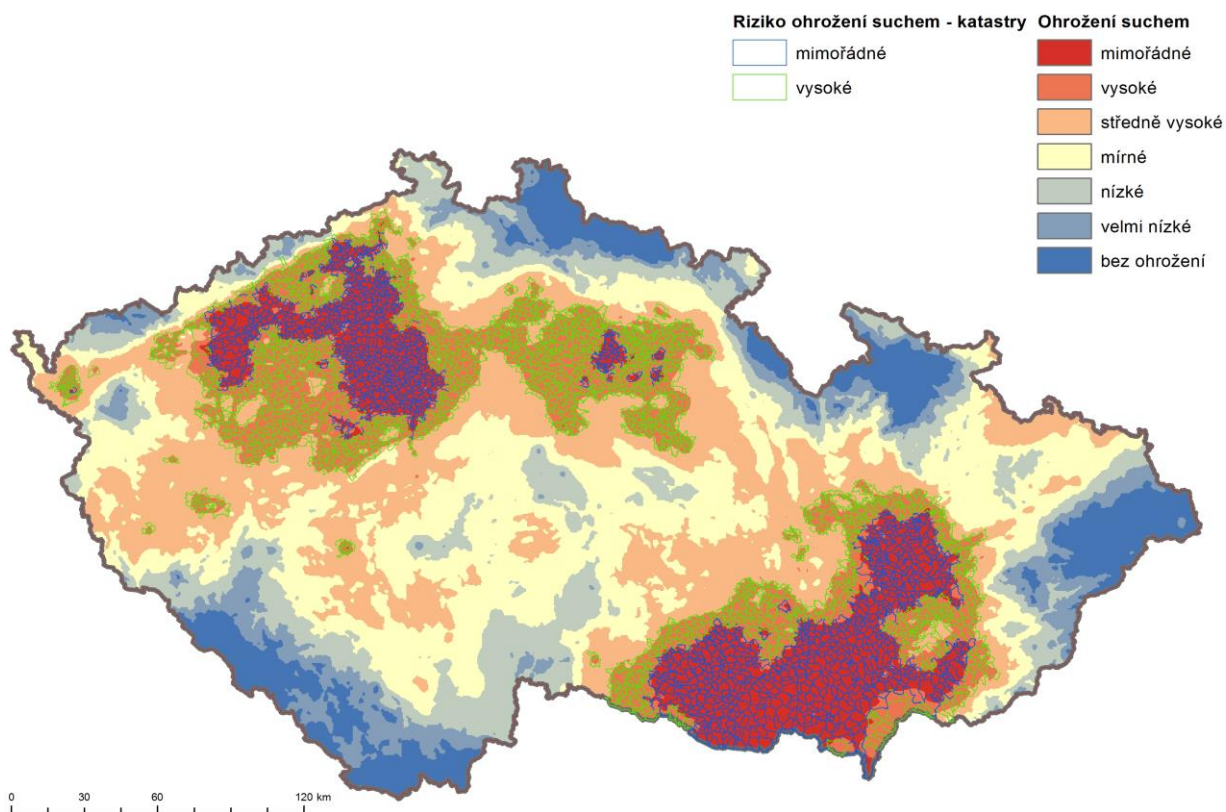 Riziko ohrožení suchem - katastry
mimořádné
vysoké
Ohrožení suchem
mimořádné
vysoké
středně vysoké
mírné
nízké
velmi nízké
bez ohrožení
0 30 60 120 km